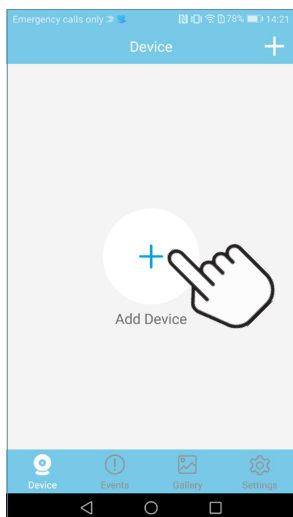 Emergency calls only 78% 14:21
Device
Add Device
Device Events Gallery Settings